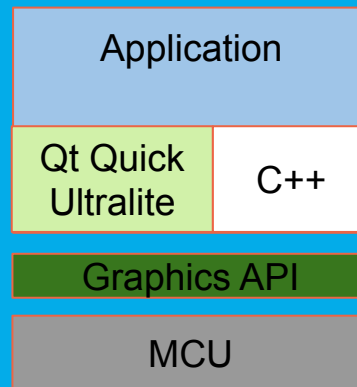 Application
Qt Quick
Ultralite
C++
Graphics API
MCU